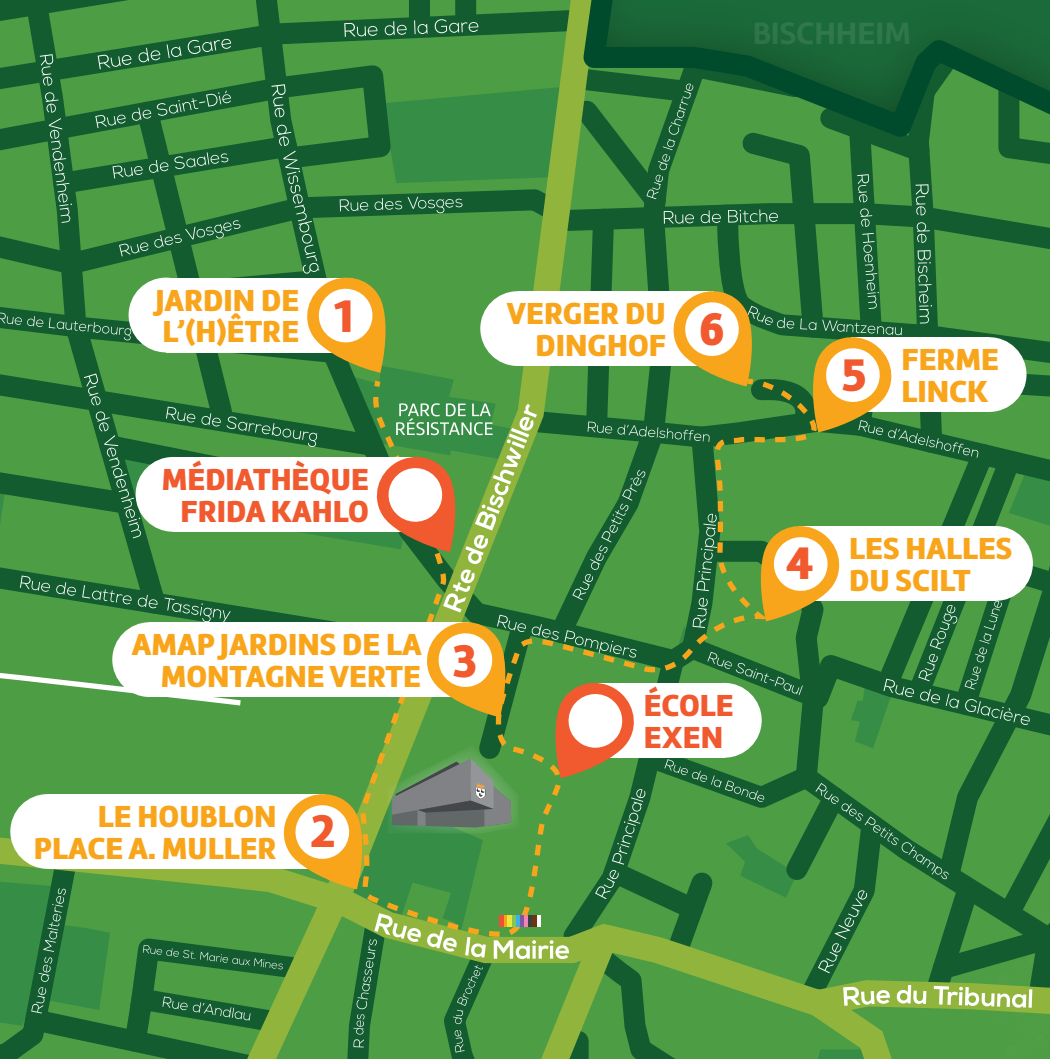 BISCHHEIM
Rue de la Gare
Rue de la Gare
Rue de Vendenheim
Rue de Saint-Dié
Rue de Wissembourg
Rue de Saales
Rue de la Charrue
Rue des Vosges
Rue des Vosges
Rue de Bitche
Rue de Hoenheim
Rue de Bischeim
JARDIN DE
L'(H)ÊTRE
1
VERGER DU
DINGHOF
6
Rue de Lauterbourg
Rue de La Wantzenau
5
FERME
LINCK
Rue de Vendenheim
Rue de Sarrebourg
PARC DE LA
RÉSISTANCE
Rte de Bischwiller
Rue d'Adelshoffen
Rue d'Adelshoffen
MÉDIATHÈQUE
FRIDA KAHLO
Rue des Petits Près
Rue Principale
4
LES HALLES
DU SCILT
Rue de Lattre de Tassigny
Rue des Pompiers
Rue Rouge
Rue de la Lune
AMAP JARDINS DE LA
MONTAGNE VERTE
3
Rue Saint-Paul
Rue de la Glacière
ÉCOLE
EXEN
Rue de la Bonde
Rue des Petits Champs
LE HOUBLON
PLACE A. MULLER
2
Rue Principale
Rue de la Mairie
Rue des Malteries
Rue de St. Marie aux Mines
Rue d'Andlau
R des Chasseurs
Rue du Brochet
Rue Neuve
Rue du Tribunal